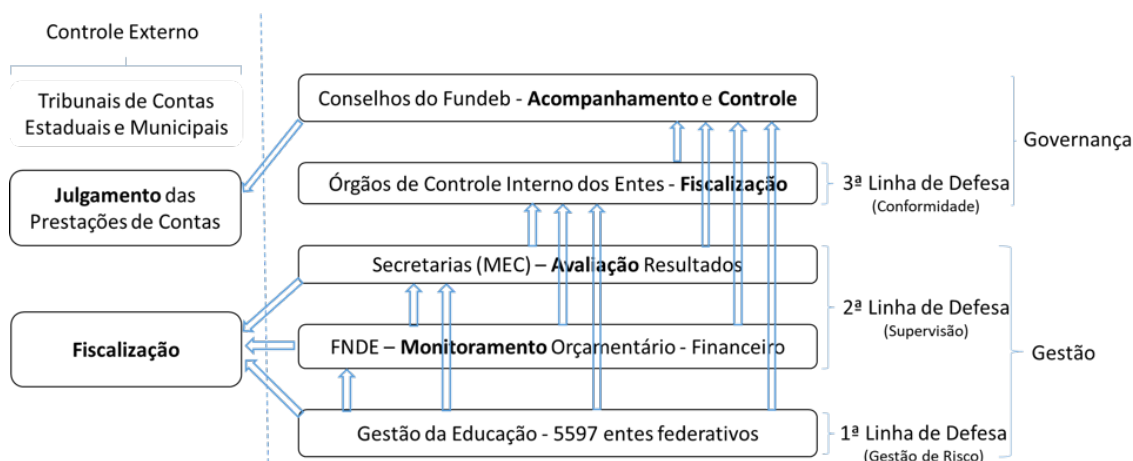 Controle Externo
Tribunais de Contas
Estaduais e Municipais
Julgamento das
Prestações de Contas
Fiscalização
Conselhos do Fundeb - Acompanhamento e Controle
Órgãos de Controle Interno dos Entes - Fiscalização
Secretarias (MEC) – Avaliação Resultados
FNDE – Monitoramento Orçamentário - Financeiro
Gestão da Educação - 5597 entes federativos
3ª Linha de Defesa
(Conformidade)
2ª Linha de Defesa
(Supervisão)
1ª Linha de Defesa
(Gestão de Risco)
Governança
Gestão